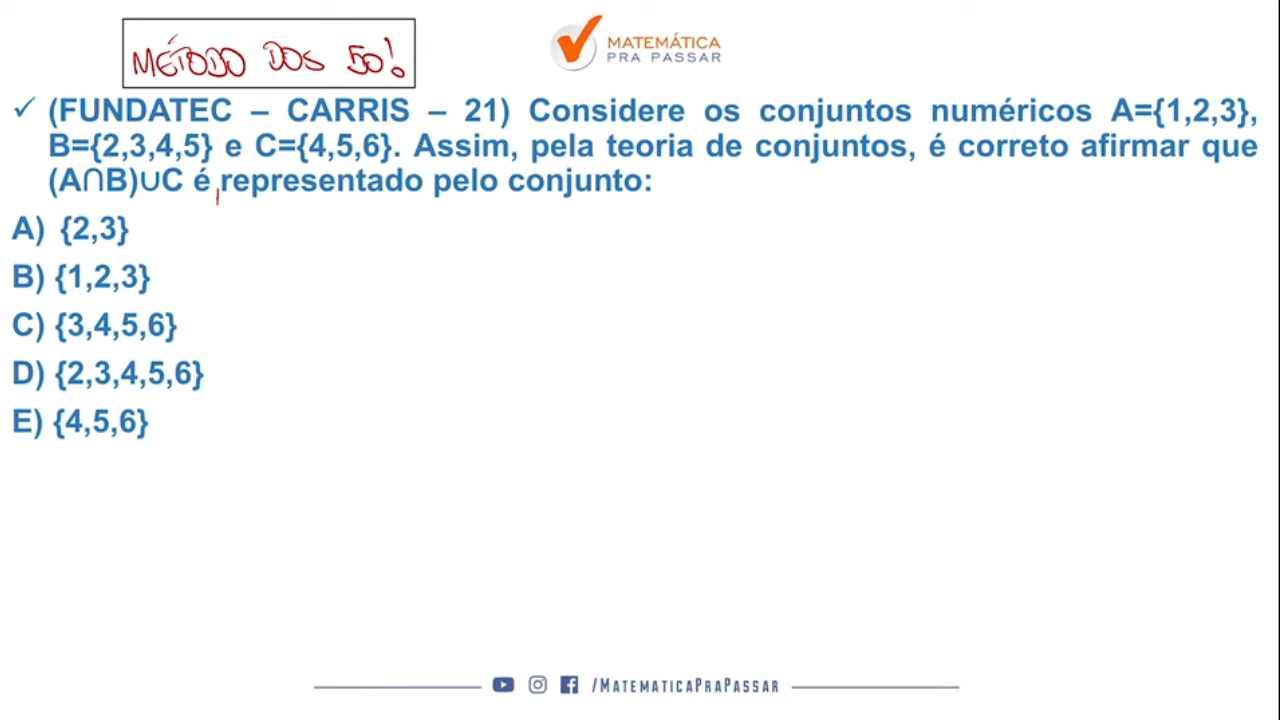 MÉTODO DOS 50!
MATEMÁTICA
PRA PASSAR
✓ (FUNDATEC – CARRIS – 21) Considere os conjuntos numéricos A={1,2,3},
B={2,3,4,5} e C={4,5,6}. Assim, pela teoria de conjuntos, é correto afirmar que
(A∩B)∪C é representado pelo conjunto:
A) {2,3}
B) {1,2,3}
C) {3,4,5,6}
D) {2,3,4,5,6}
E) {4,5,6}
/MATEMATICAPRAPASSAR